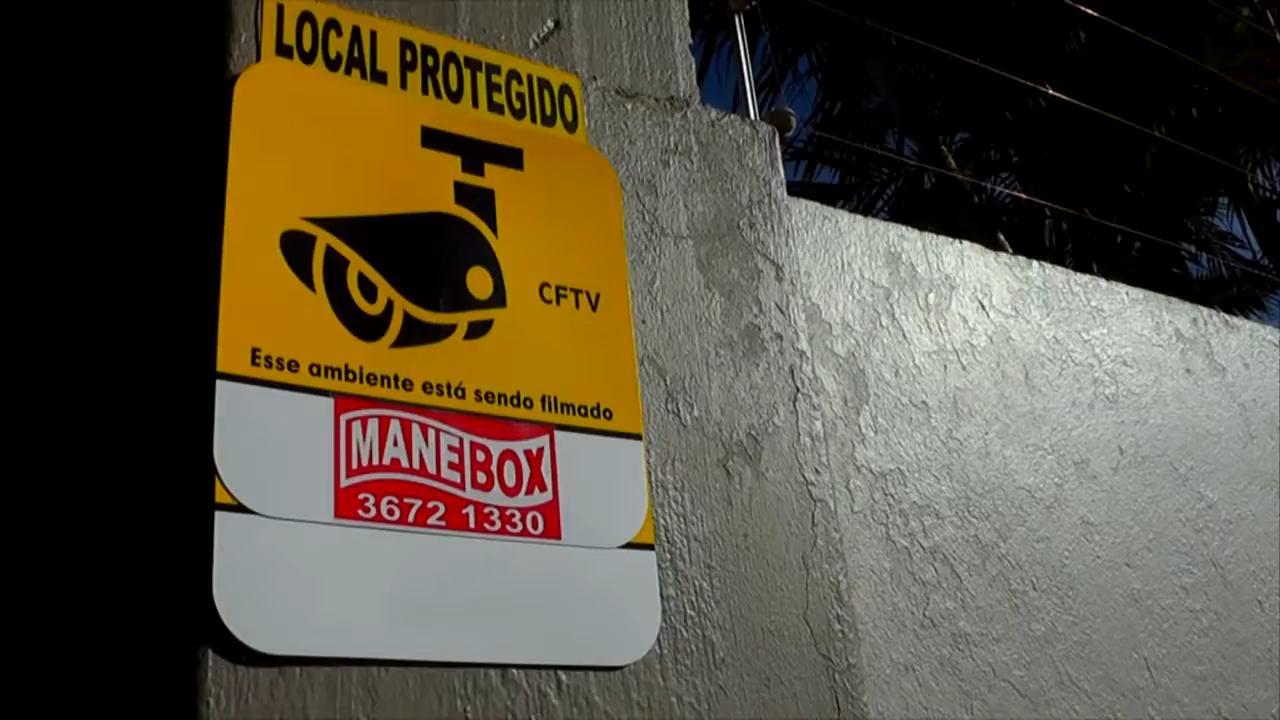 LOCAL PROTEGIDO
CFTV
Esse ambiente está sendo filmado
MANEBOX
3672 1330